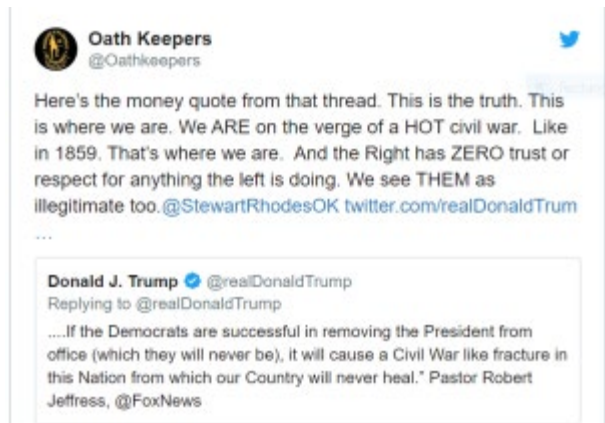 Oath Keepers
@Oathkeepers
Here's the money quote from that thread. This is the truth. This
is where we are. We ARE on the verge of a HOT civil war. Like
in 1859. That's where we are. And the Right has ZERO trust or
respect for anything the left is doing. We see THEM as
illegitimate too.@StewartRhodesOK twitter.com/realDonaldTrum
...
Donald J. Trump @realDonaldTrump
Replying to @realDonaldTrump
....If the Democrats are successful in removing the President from
office (which they will never be), it will cause a Civil War like fracture in
this Nation from which our Country will never heal." Pastor Robert
Jeffress, @FoxNews